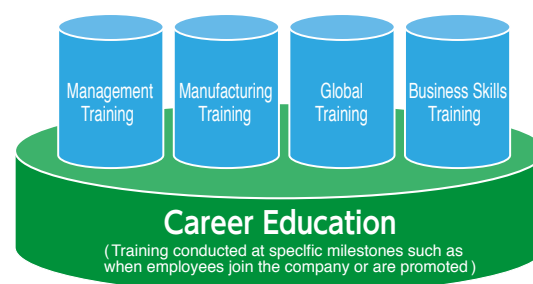 Management
Training
Manufacturing
Training
Global
Training
Business Skills
Training
Career Education
(Training conducted at speclfic milestones such as
when employees join the company or are promoted)